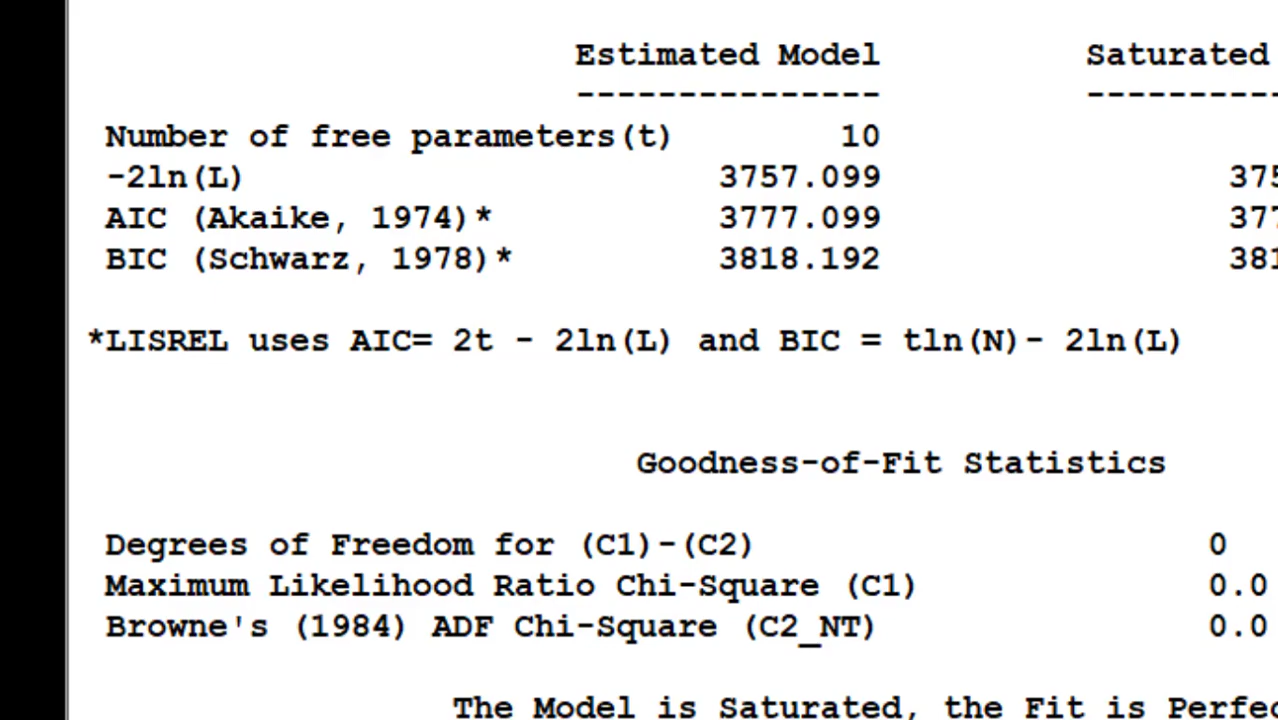 Estimated Model Saturated
--------------- ---------
Number of free parameters(t) 10
-2ln(L) 3757.099
AIC (Akaike, 1974)* 3777.099
BIC (Schwarz, 1978)* 3818.192
*LISREL uses AIC= 2t - 2ln(L) and BIC = tln(N)- 2ln(L)
Goodness-of-Fit Statistics
Degrees of Freedom for (C1)-(C2) 0
Maximum Likelihood Ratio Chi-Square (C1) 0.0
Browne's (1984) ADF Chi-Square (C2_NT) 0.0
The Model is Saturated, the Fit is